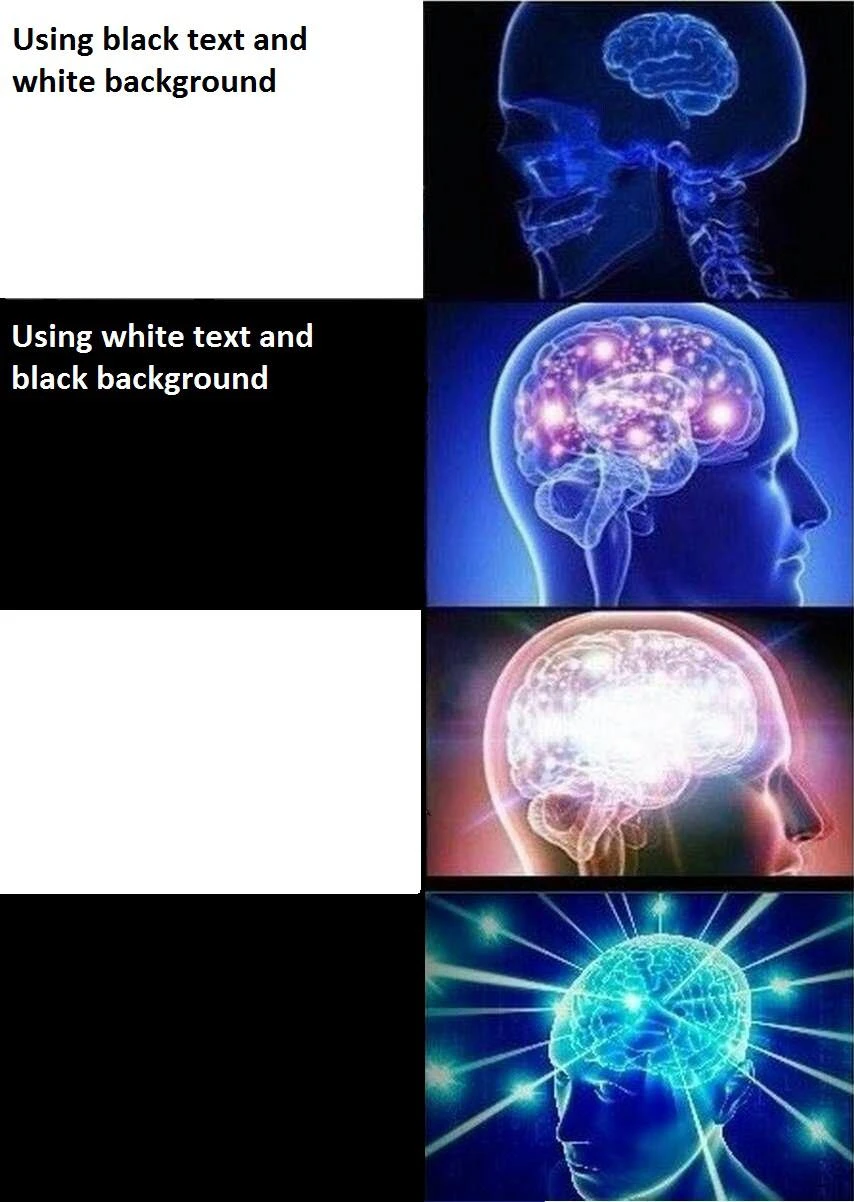 Using black text and
white background
Using white text and
black background